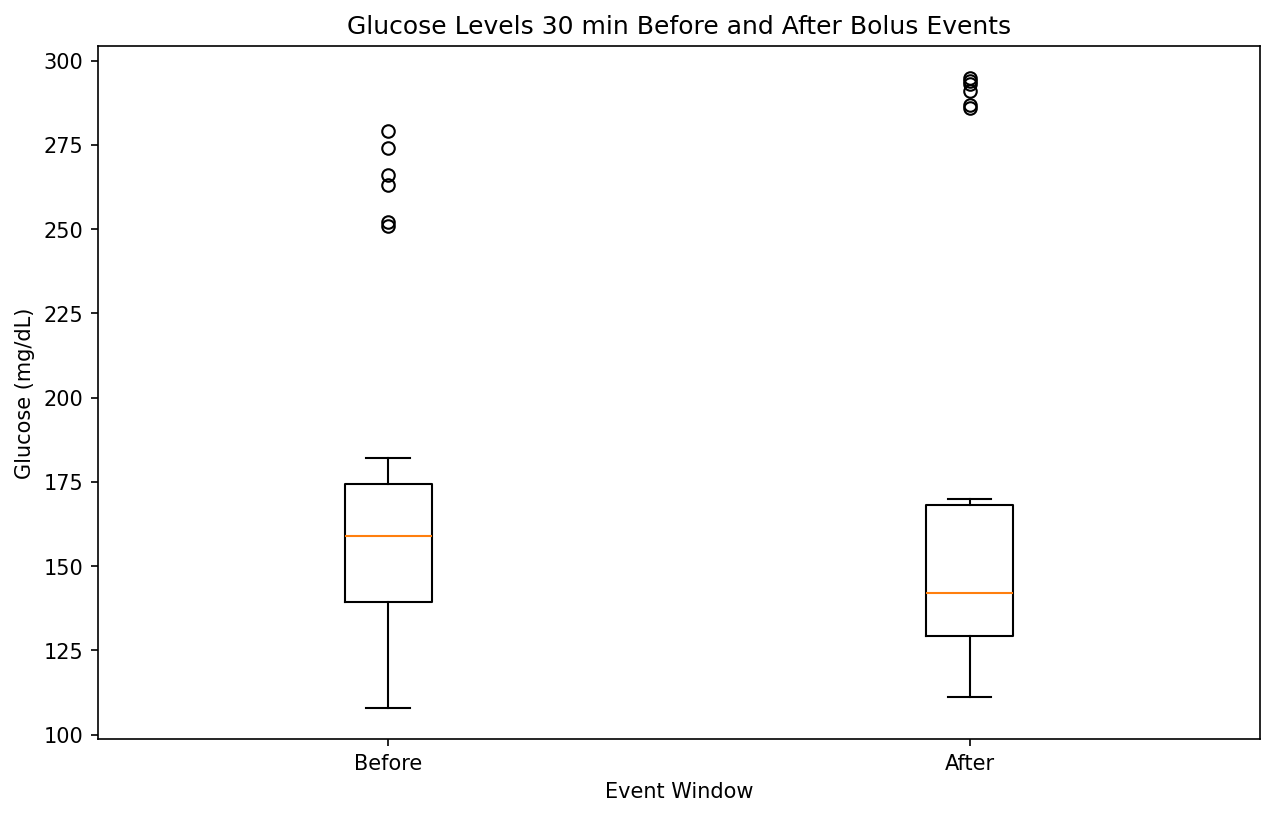 Glucose Levels 30 min Before and After Bolus Events
300
275
250
225
200
175
150
125
100
Glucose (mg/dL)
Before
After
Event Window